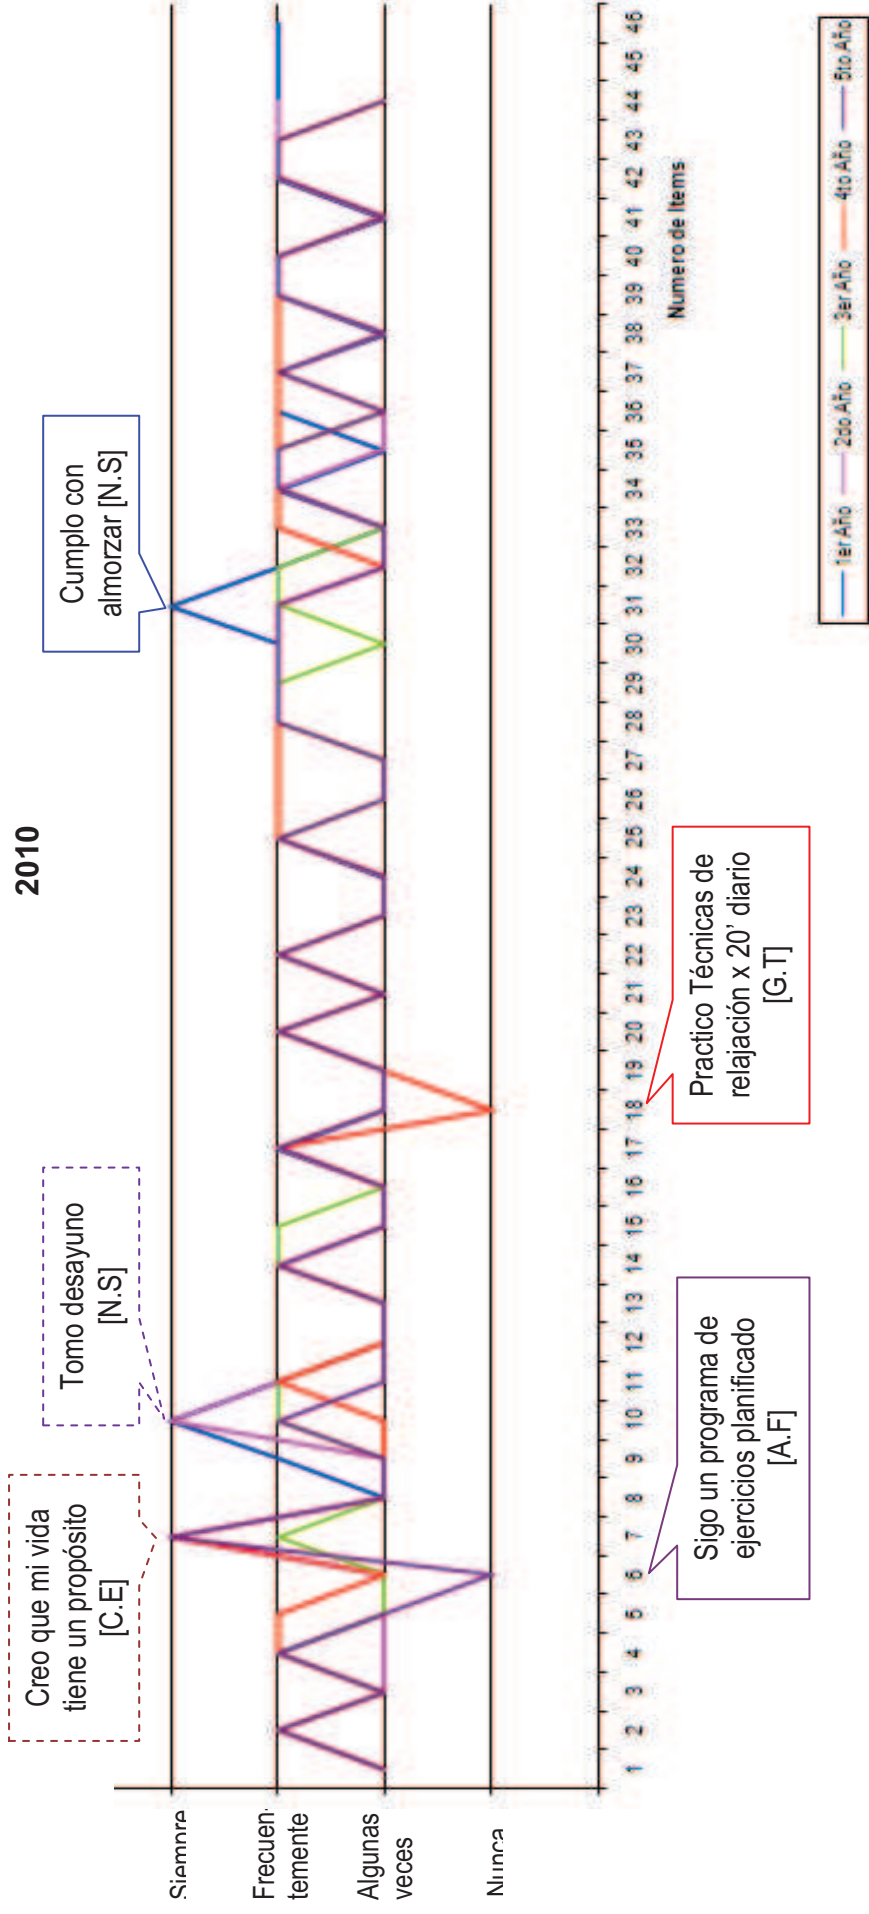 2010
Creo que mi vida
tiene un propósito
[C.E]
Tomo desayuno
[N.S]
Cumplo con
almorzar [N.S]
Siempre
Frecuen-
temente
Algunas
veces
Nunca
1 2 3 4 5 6 7 8 9 10 11 12 13 14 15 16 17 18 19 20 21 22 23 24 25 26 27 28 29 30 31 32 33 34 35 36 37 38 39 40 41 42 43 44 45 46
Numero de Items
Sigo un programa de
ejercicios planificado
[A.F]
Practico Técnicas de
relajación x 20’ diario
[G.T]
1er Año 2do Año 3er Año 4to Año 5to Año